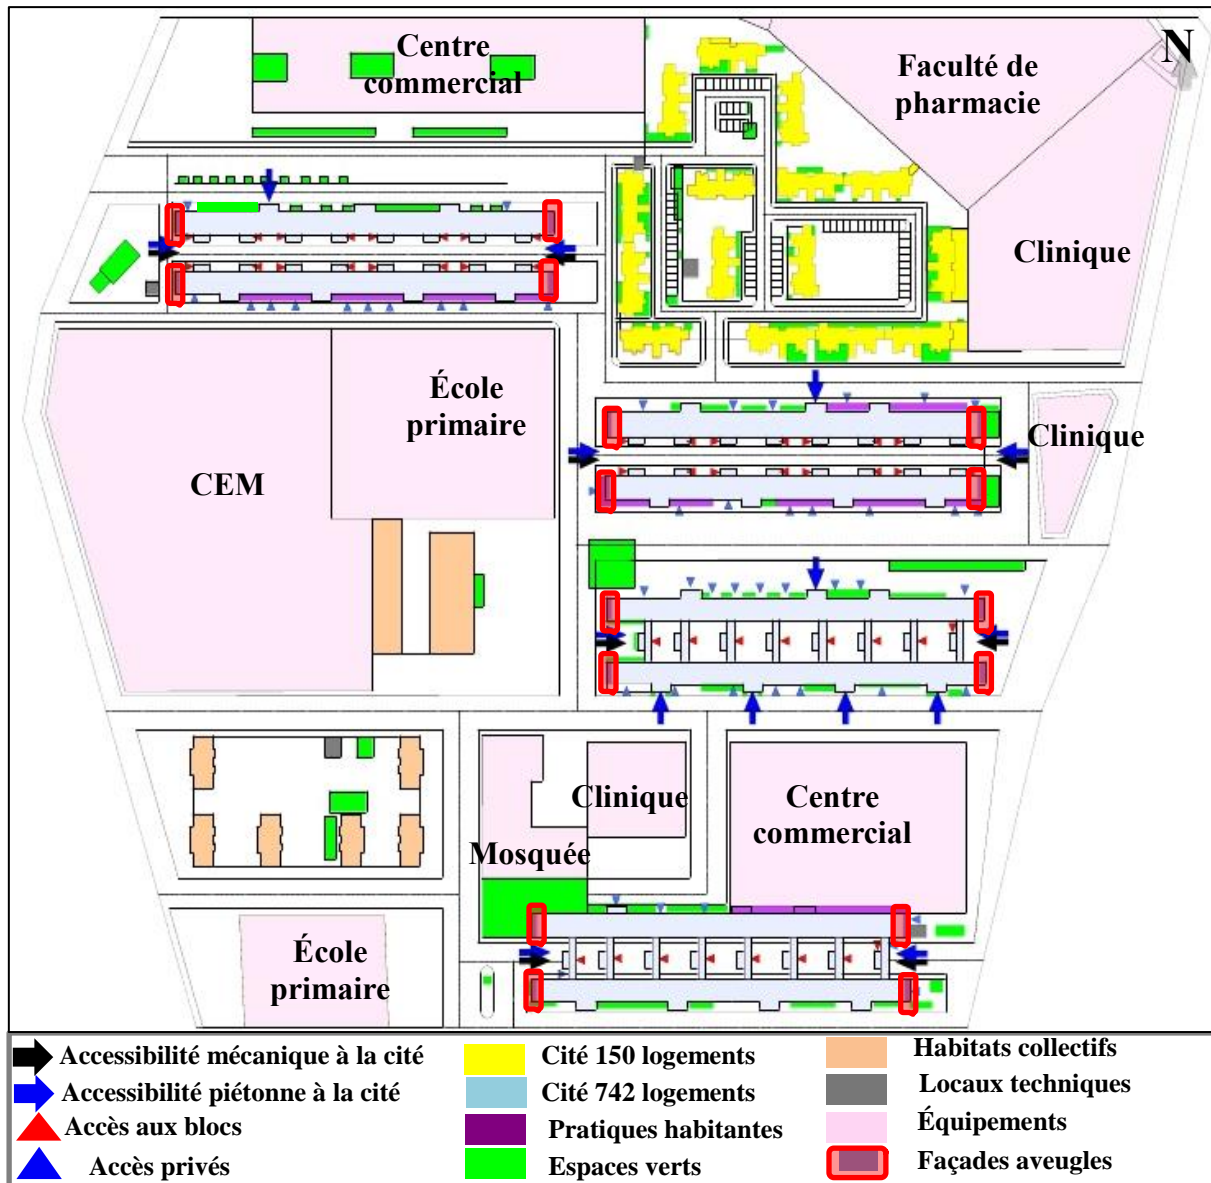 Centre
commercial
Faculté de
pharmacie
N
Clinique
École
primaire
Clinique
CEM
Clinique
Centre
commercial
Mosquée
École
primaire
Accessibilité mécanique à la cité
Accessibilité piétonne à la cité
Accès aux blocs
Accès privés
Cité 150 logements
Cité 742 logements
Pratiques habitantes
Espaces verts
Habitats collectifs
Locaux techniques
Équipements
Façades aveugles